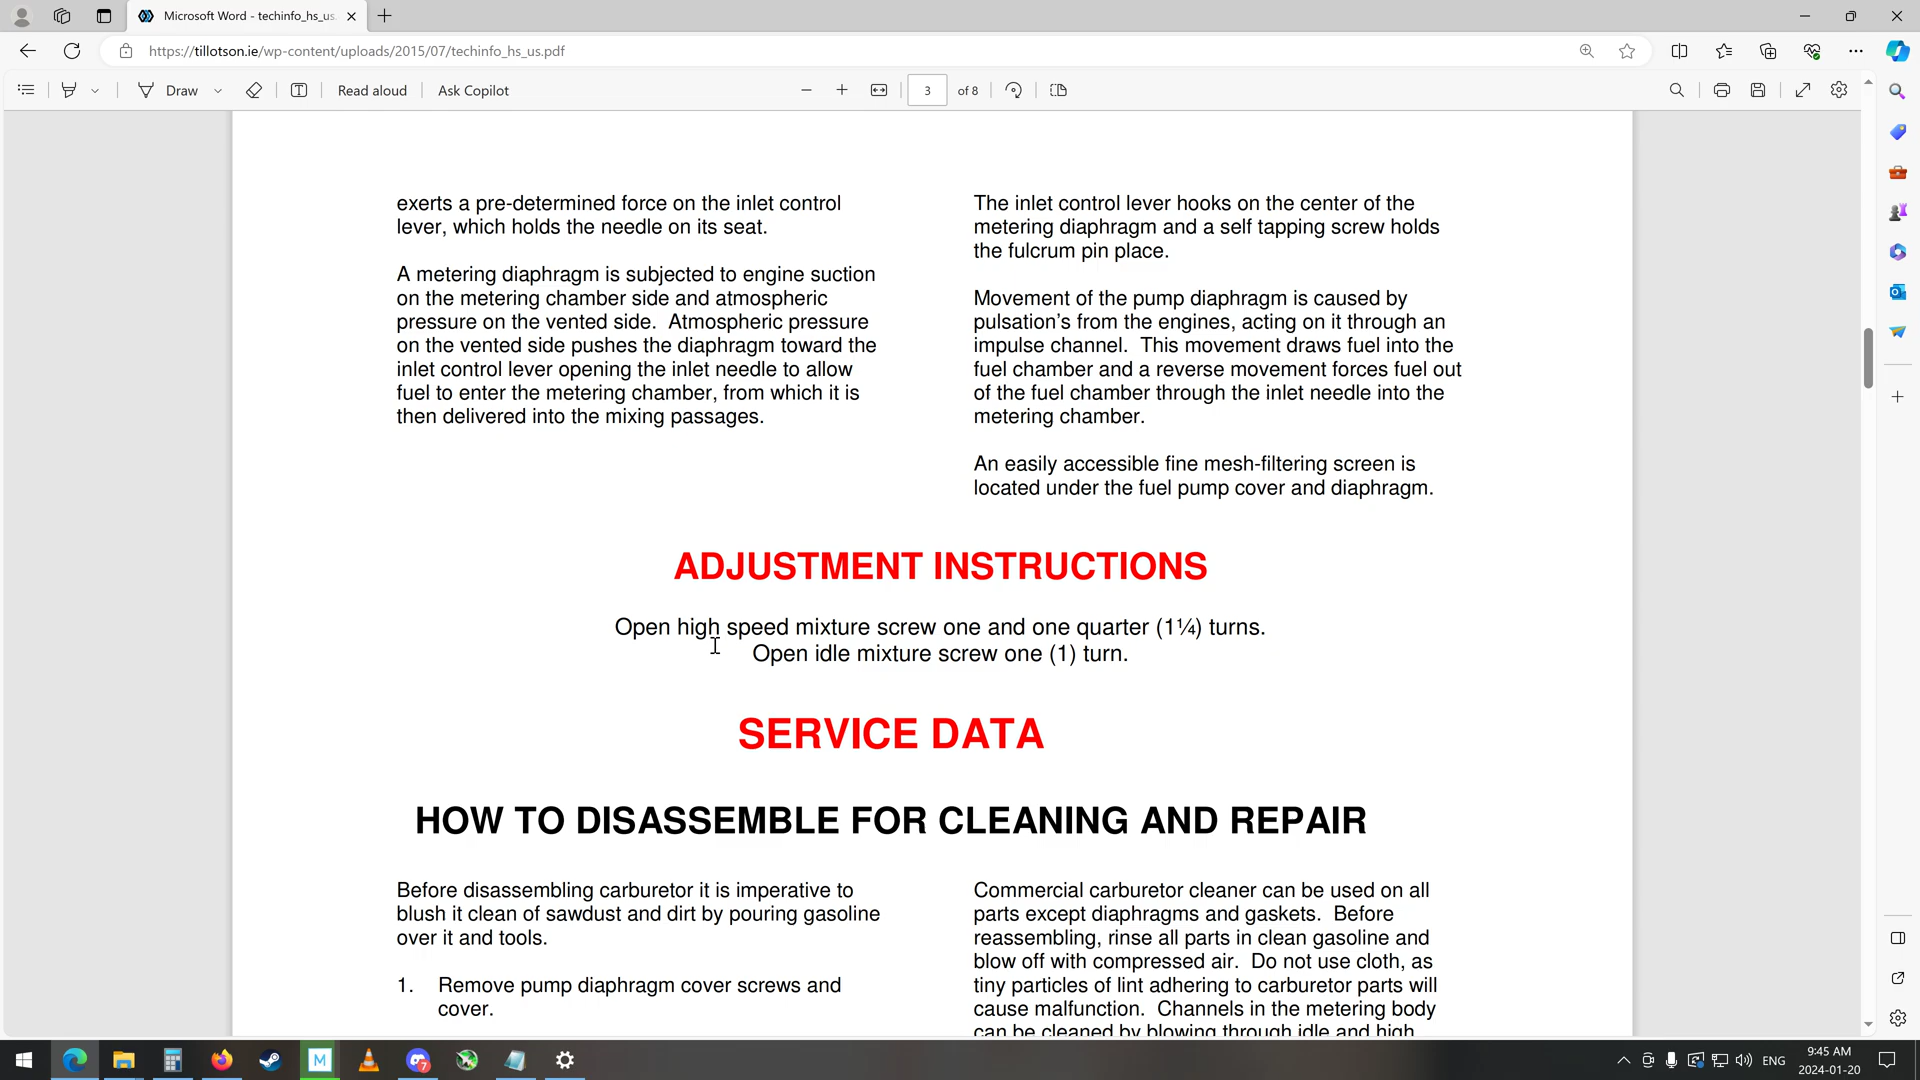 Microsoft Word - techinfo_hs_us.
https://tillotson.ie/wp-content/uploads/2015/07/techinfo_hs_us.pdf
Draw
Read aloud
Ask Copilot
3
of 8
exerts a pre-determined force on the inlet control
lever, which holds the needle on its seat.
A metering diaphragm is subjected to engine suction
on the metering chamber side and atmospheric
pressure on the vented side.  Atmospheric pressure
on the vented side pushes the diaphragm toward the
inlet control lever opening the inlet needle to allow
fuel to enter the metering chamber, from which it is
then delivered into the mixing passages.
The inlet control lever hooks on the center of the
metering diaphragm and a self tapping screw holds
the fulcrum pin place.
Movement of the pump diaphragm is caused by
pulsation's from the engines, acting on it through an
impulse channel.  This movement draws fuel into the
fuel chamber and a reverse movement forces fuel out
of the fuel chamber through the inlet needle into the
metering chamber.
An easily accessible fine mesh-filtering screen is
located under the fuel pump cover and diaphragm.
ADJUSTMENT INSTRUCTIONS
Open high speed mixture screw one and one quarter (1¼) turns.
Open idle mixture screw one (1) turn.
SERVICE DATA
HOW TO DISASSEMBLE FOR CLEANING AND REPAIR
Before disassembling carburetor it is imperative to
blush it clean of sawdust and dirt by pouring gasoline
over it and tools.
1. Remove pump diaphragm cover screws and
cover.
Commercial carburetor cleaner can be used on all
parts except diaphragms and gaskets.  Before
reassembling, rinse all parts in clean gasoline and
blow off with compressed air.  Do not use cloth, as
tiny particles of lint adhering to carburetor parts will
cause malfunction.  Channels in the metering body
can be cleaned by blowing through idle and high
M
7
ENG
9:45 AM
2024-01-20